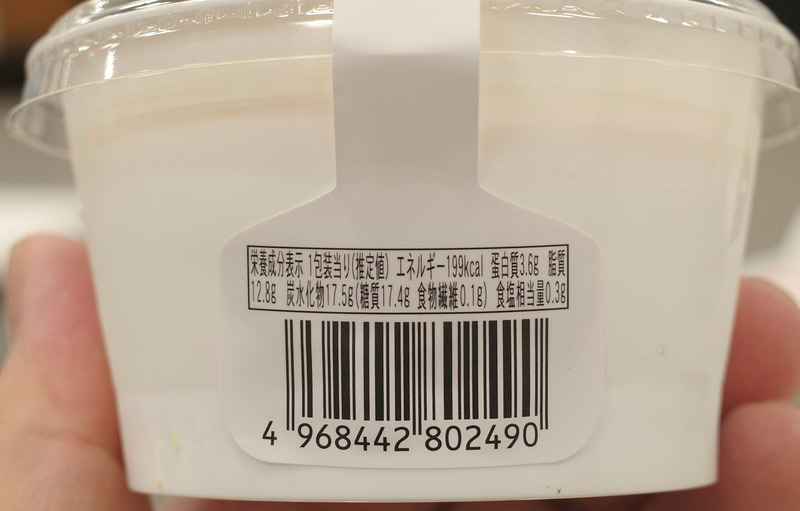 栄養成分表示 1包装当り(推定値) エネルギー199kcal 蛋白質3.6g 脂質
12.8g 炭水化物17.5g(糖質17.4g 食物繊維0.1g) 食塩相当量0.3g
4 968442 802490